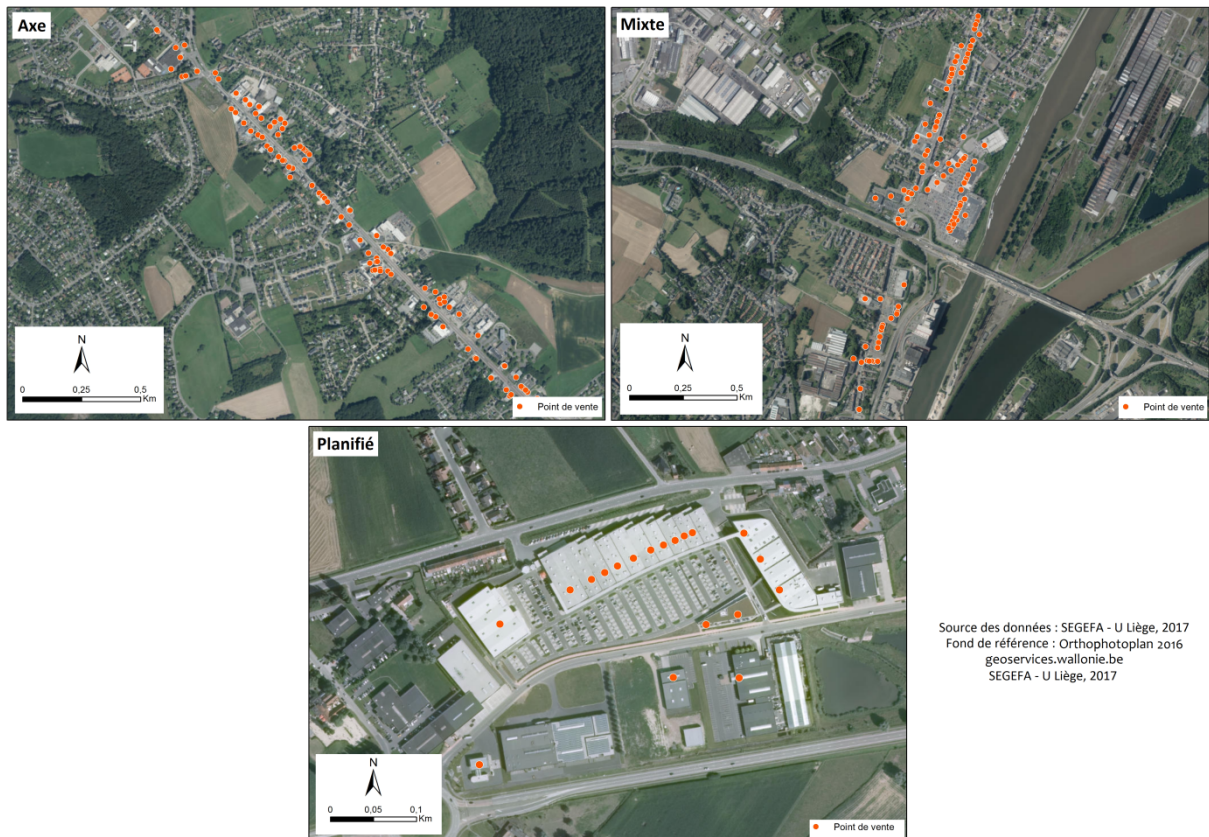 Axe
N
0 0,25 0,5
Km
Point de vente
Mixte
N
0 0,25 0,5
Km
Point de vente
Planifié
N
0 0,05 0,1
Km
Point de vente
Source des données : SEGEFA - U Liège, 2017
Fond de référence : Orthophotoplan 2016
geoservices.wallonie.be
SEGEFA - U Liège, 2017